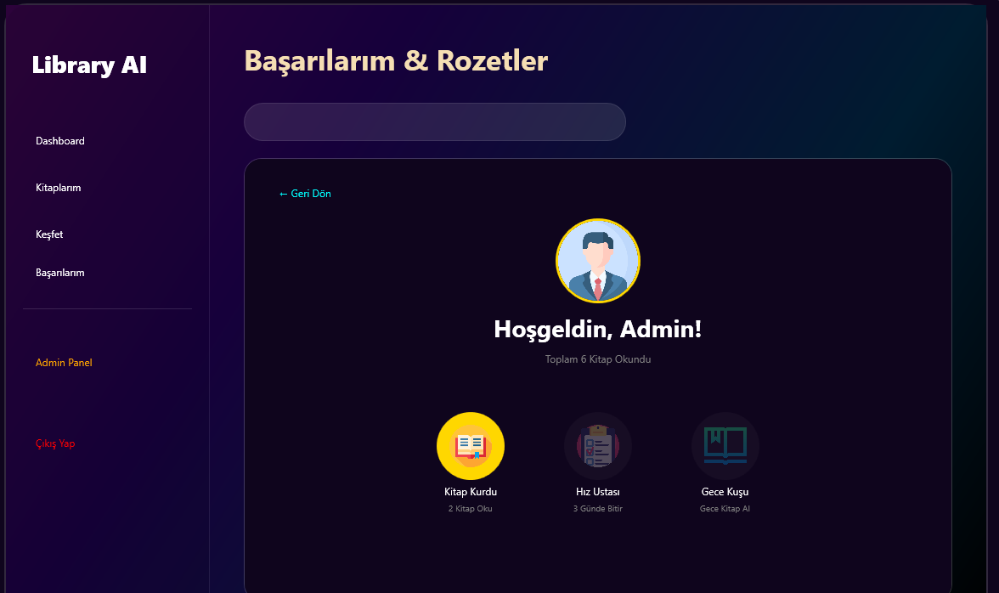 Library AI
Dashboard
Kitaplarım
Keşfet
Başarılarım
Admin Panel
Çıkış Yap
Başarılarım & Rozetler
← Geri Dön
Hoşgeldin, Admin!
Toplam 6 Kitap Okundu
Kitap Kurdu
2 Kitap Oku
Hız Ustası
3 Günde Bitir
Gece Kuşu
Gece Kitap Al